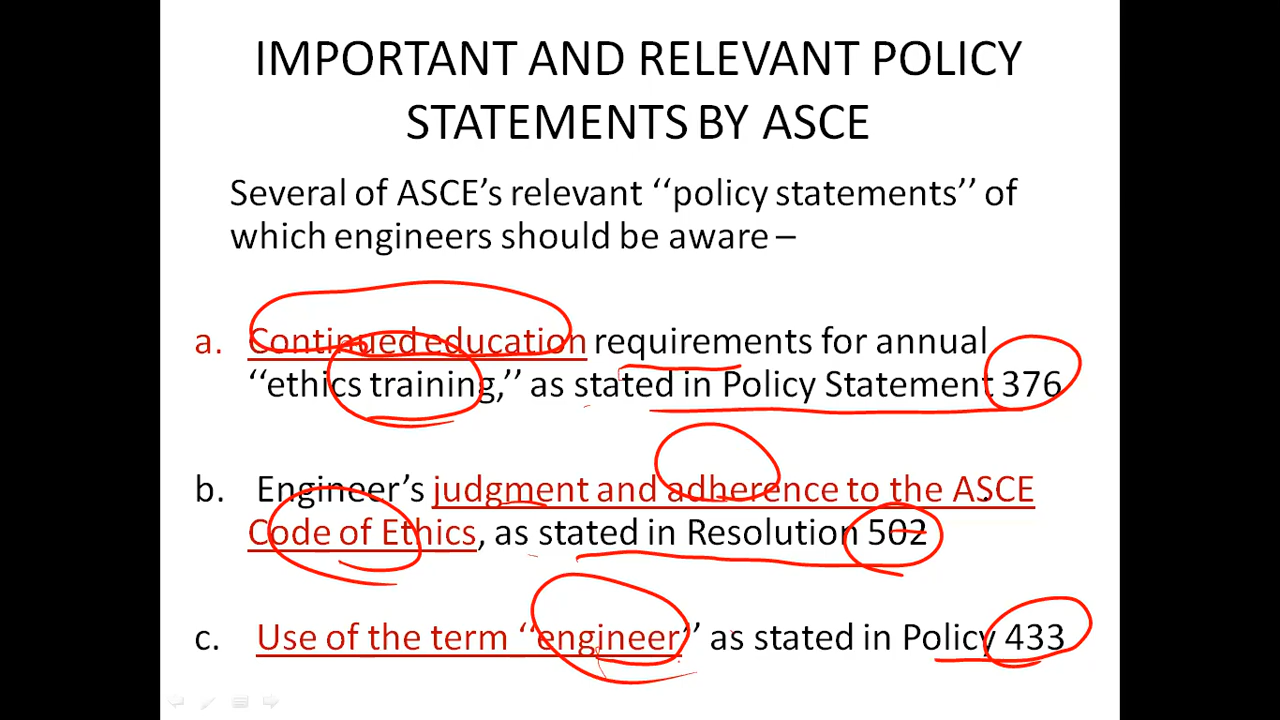 IMPORTANT AND RELEVANT POLICY
STATEMENTS BY ASCE
Several of ASCE’s relevant ‘‘policy statements’’ of
which engineers should be aware –
a. Continued education requirements for annual
‘‘ethics training,’’ as stated in Policy Statement 376
b. Engineer’s judgment and adherence to the ASCE
Code of Ethics, as stated in Resolution 502
c. Use of the term ‘‘engineer’’ as stated in Policy 433